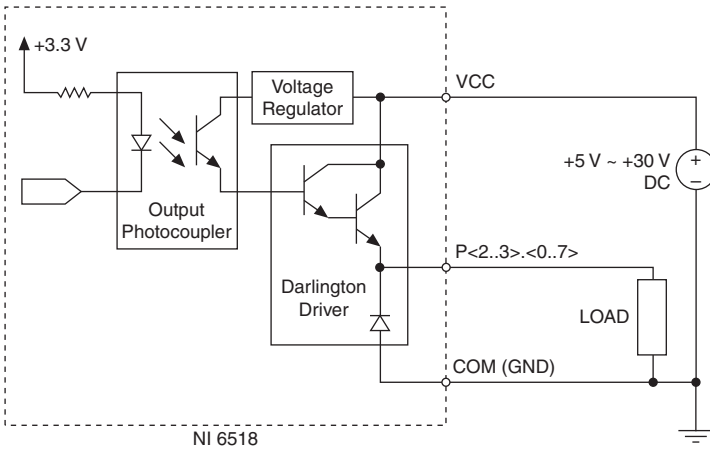 +3.3 V
Voltage
Regulator
VCC
+5 V ~ +30 V
DC
+
–
Output
Photocoupler
P<2..3>.<0..7>
Darlington
Driver
LOAD
COM (GND)
NI 6518